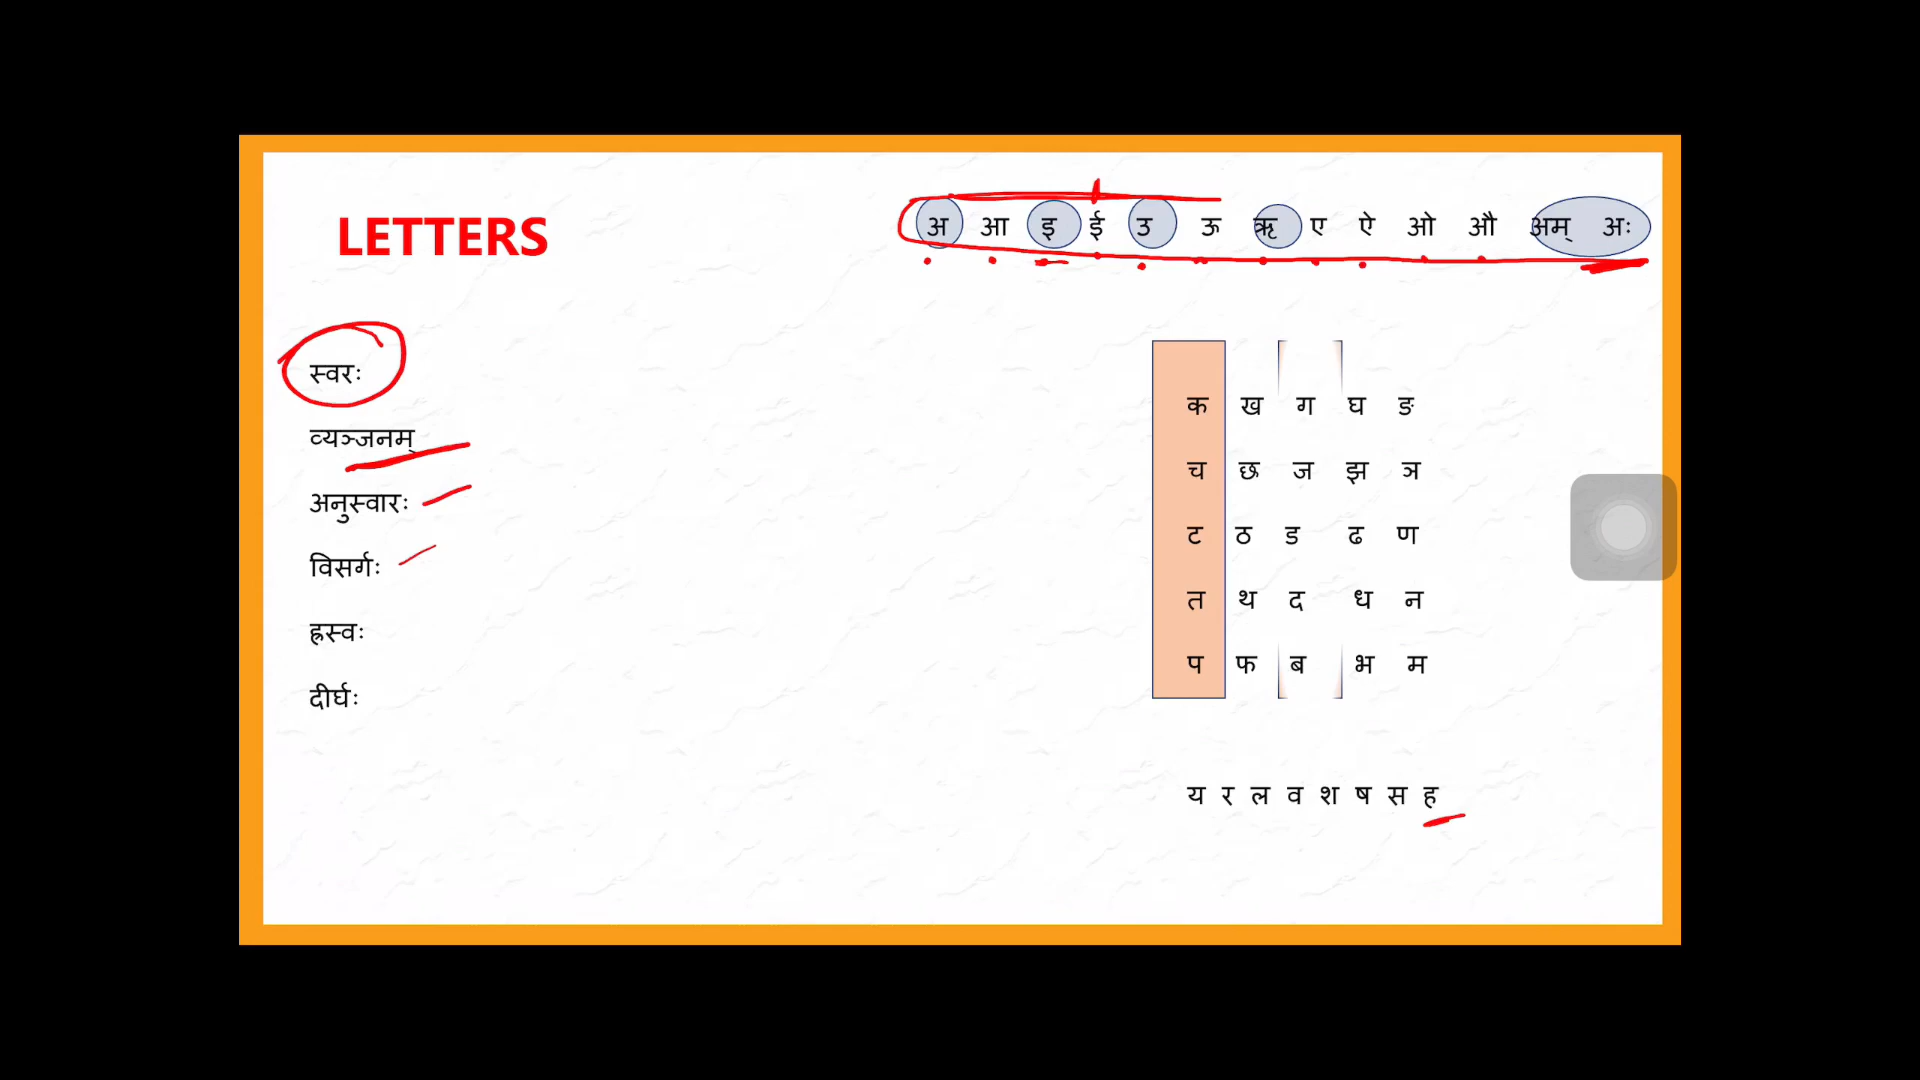 LETTERS
अ आ इ ई उ ऊ ऋ ए ऐ ओ औ अम् अः
स्वरः
व्यञ्जनम्
अनुस्वारः
विसर्गः
ह्रस्वः
दीर्घः
क ख ग घ ङ
च छ ज झ ञ
ट ठ ड ढ ण
त थ द ध न
प फ ब भ म
य र ल व श ष स ह